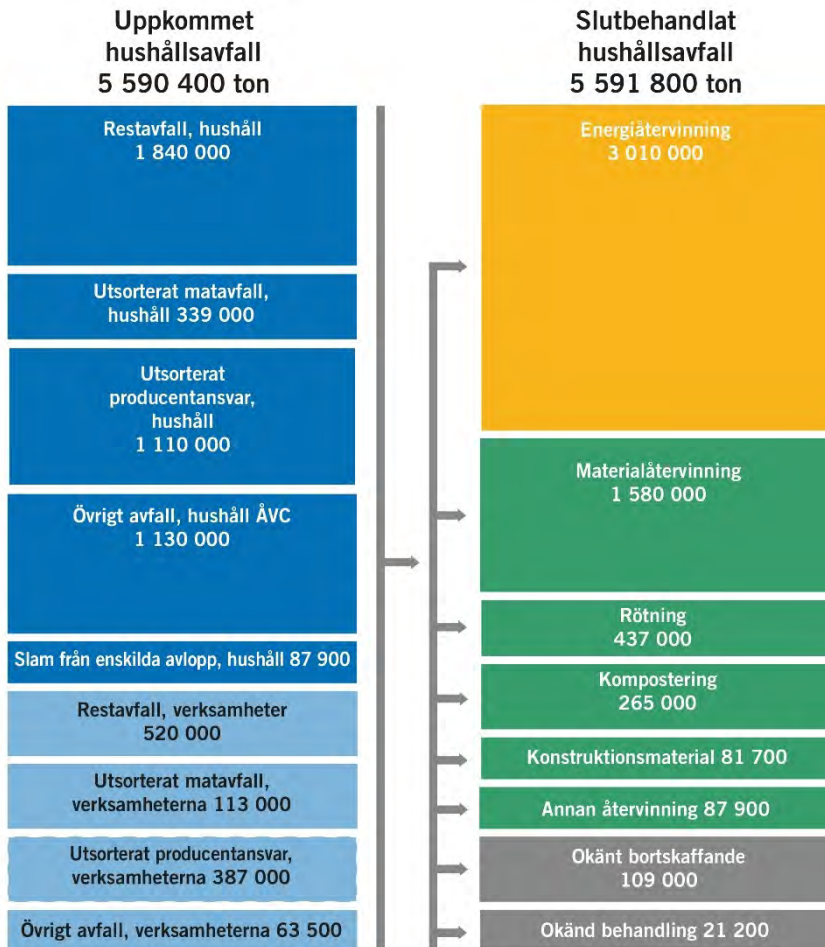 Uppkommet
hushållsavfall
5 590 400 ton
Restavfall, hushåll
1 840 000
Utsorterat matavfall,
hushåll 339 000
Utsorterat
producentansvar,
hushåll
1 110 000
Övrigt avfall, hushåll ÅVC
1 130 000
Slam från enskilda avlopp, hushåll 87 900
Restavfall, verksamheter
520 000
Utsorterat matavfall,
verksamheterna 113 000
Utsorterat producentansvar,
verksamheterna 387 000
Övrigt avfall, verksamheterna 63 500
Slutbehandlat
hushållsavfall
5 591 800 ton
Energiåtervinning
3 010 000
Materialåtervinning
1 580 000
Rötning
437 000
Kompostering
265 000
Konstruktionsmaterial 81 700
Annan återvinning 87 900
Okänt bortskaffande
109 000
Okänd behandling 21 200